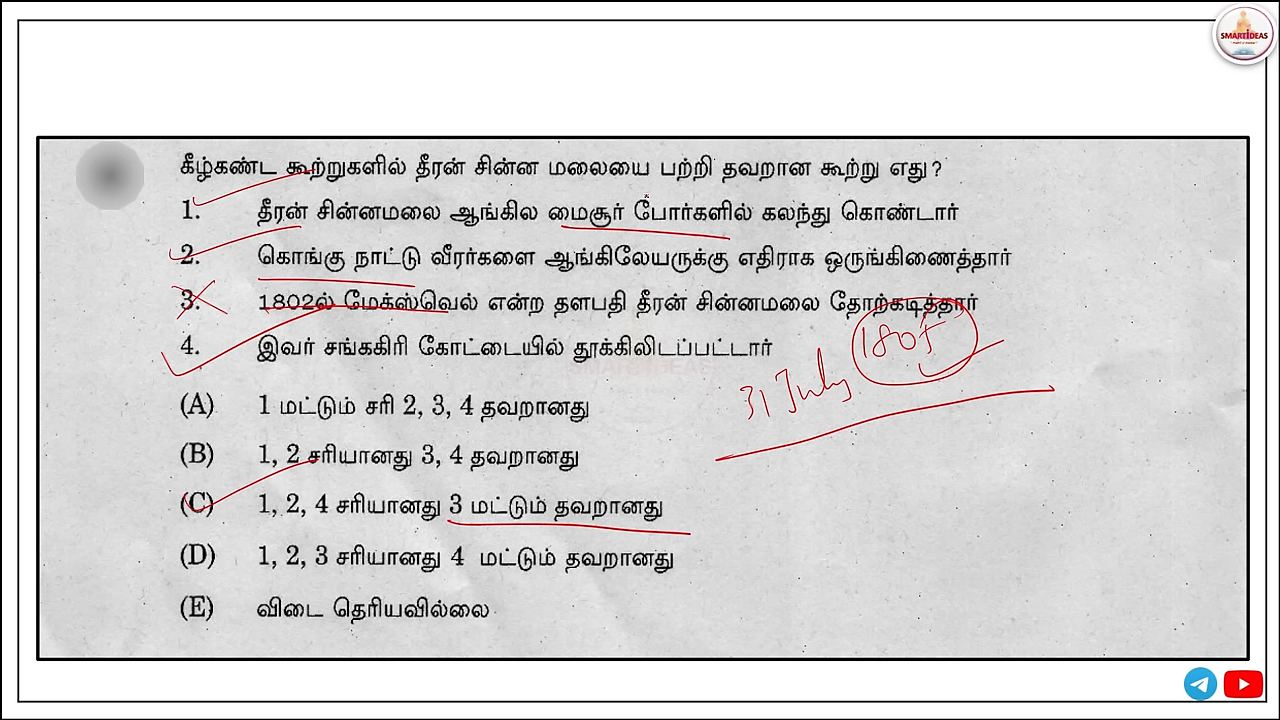 SMARTIDEAS
கீழ்கண்ட கூற்றுகளில் தீரன் சின்ன மலையை பற்றி தவறான கூற்று எது?
1. தீரன் சின்னமலை ஆங்கில மைசூர் போர்களில் கலந்து கொண்டார்
2. கொங்கு நாட்டு வீரர்களை ஆங்கிலேயருக்கு எதிராக ஒருங்கிணைத்தார்
3. 1802ல் மேக்ஸ்வெல் என்ற தளபதி தீரன் சின்னமலை தோற்கடித்தார்
4. இவர் சங்ககிரி கோட்டையில் தூக்கிலிடப்பட்டார்
31 July 1805
(A) 1 மட்டும் சரி 2, 3, 4 தவறானது
(B) 1, 2 சரியானது 3, 4 தவறானது
(C) 1, 2, 4 சரியானது 3 மட்டும் தவறானது
(D) 1, 2, 3 சரியானது 4 மட்டும் தவறானது
(E) விடை தெரியவில்லை